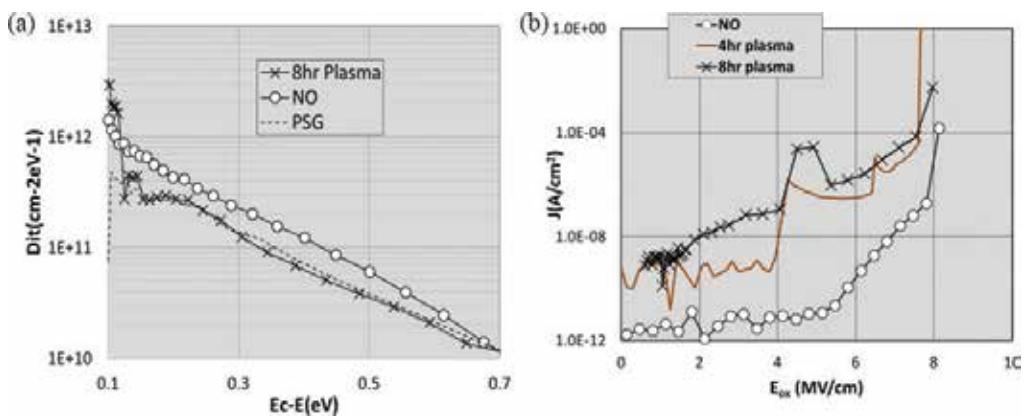 (a)
1E+13
1E+12
1E+11
1E+10
Dit(cm-2eV-1)
8hr Plasma
NO
PSG
0.1
0.3
0.5
0.7
Ec-E(eV)
(b)
NO
4hr plasma
8hr plasma
1.0E+00
1.0E-04
1.0E-08
1.0E-12
J(A/cm²)
0
2
4
6
8
10
Eox (MV/cm)